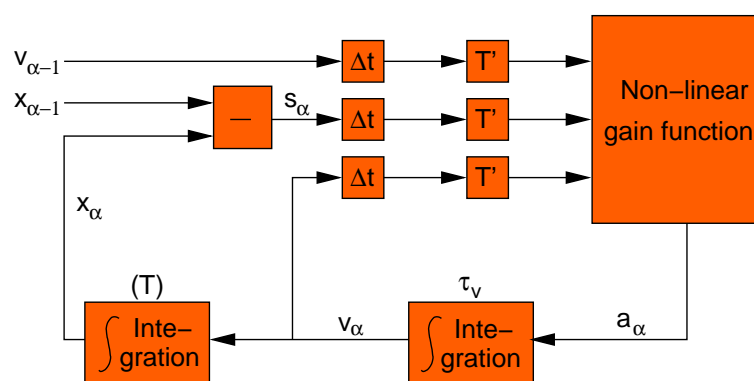 v_{α−1}
Δt
T'
x_{α−1}
−
s_α
Δt
T'
Non−linear
gain function
Δt
T'
x_α
(T)
τ_v
∫ Inte−
gration
v_α
∫ Inte−
gration
a_α